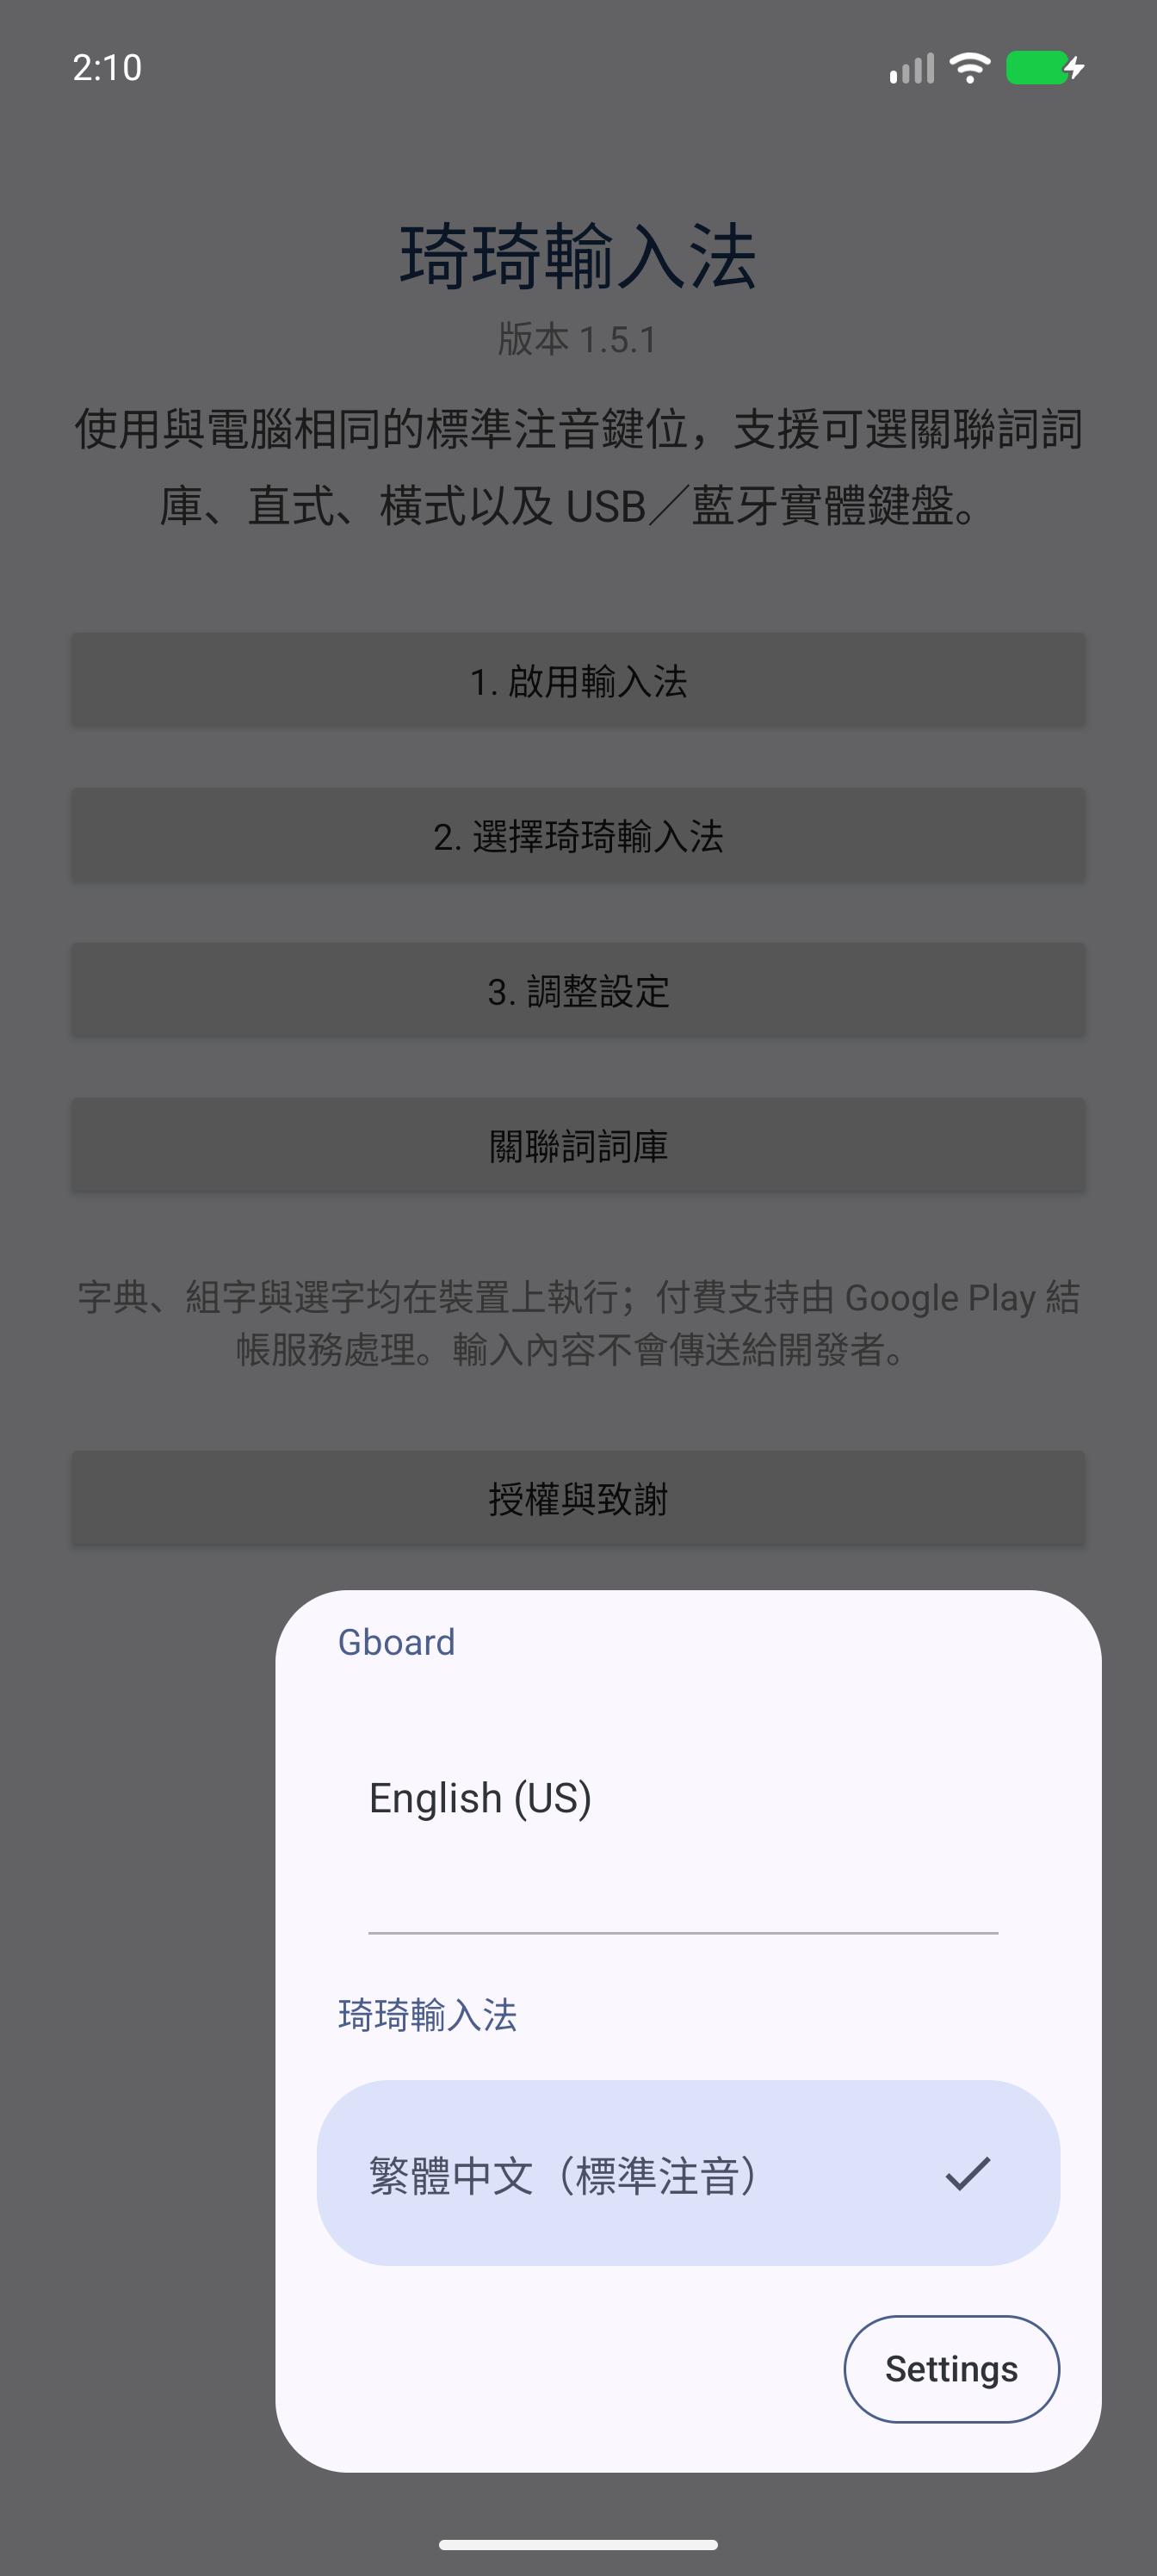 2:10
琦琦輸入法
版本 1.5.1
使用與電腦相同的標準注音鍵位，支援可選關聯詞詞
庫、直式、橫式以及 USB／藍牙實體鍵盤。
1. 啟用輸入法
2. 選擇琦琦輸入法
3. 調整設定
關聯詞詞庫
字典、組字與選字均在裝置上執行；付費支持由 Google Play 結
帳服務處理。輸入內容不會傳送給開發者。
授權與致謝
Gboard
English (US)
琦琦輸入法
繁體中文（標準注音）
Settings